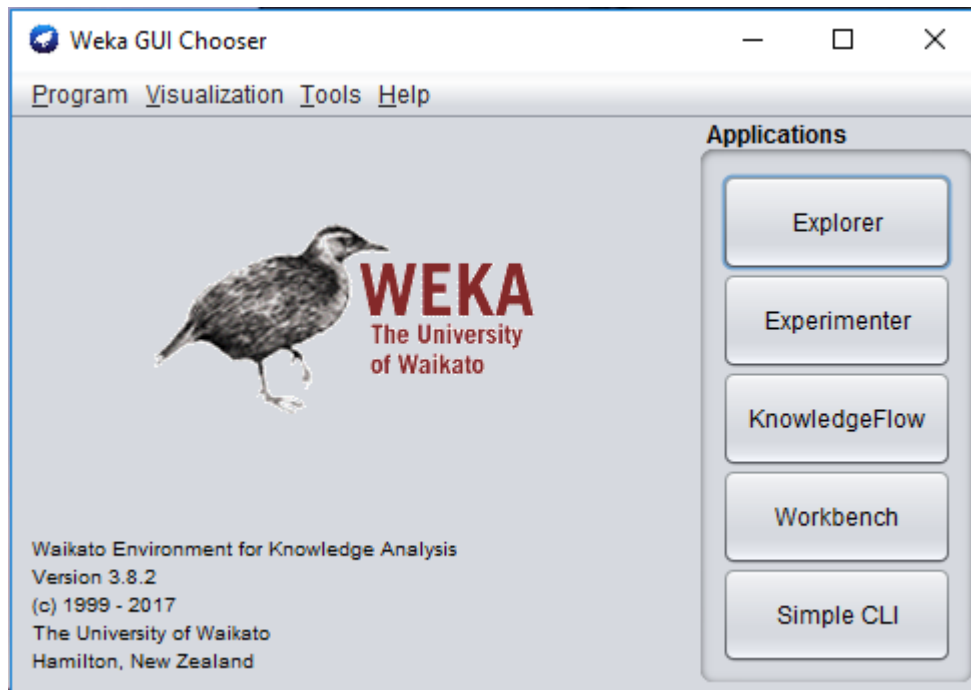 Weka GUI Chooser
Program Visualization Tools Help
Applications
Explorer
Experimenter
KnowledgeFlow
Workbench
Simple CLI
WEKA
The University
of Waikato
Waikato Environment for Knowledge Analysis
Version 3.8.2
(c) 1999 - 2017
The University of Waikato
Hamilton, New Zealand